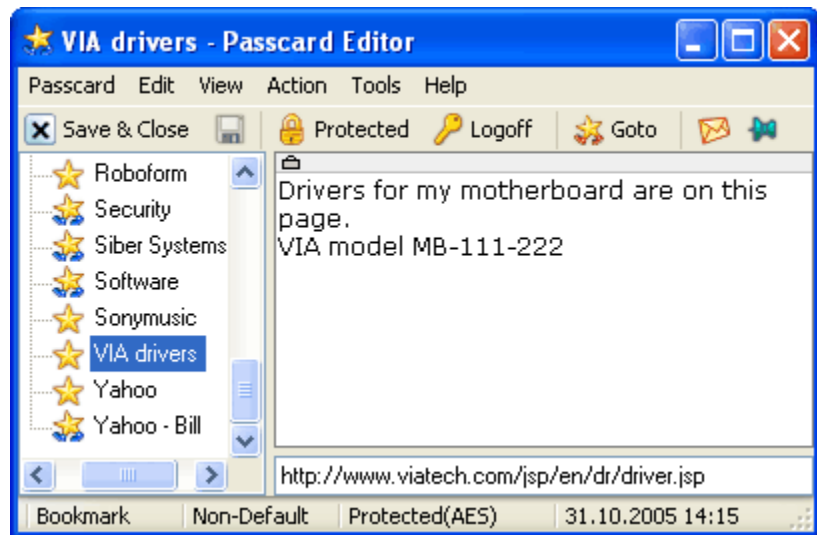 VIA drivers - Passcard Editor
Passcard Edit View Action Tools Help
Save & Close Protected Logoff Goto
Roboform
Security
Siber Systems
Software
Sonymusic
VIA drivers
Yahoo
Yahoo - Bill
Drivers for my motherboard are on this
page.
VIA model MB-111-222
http://www.viatech.com/jsp/en/dr/driver.jsp
Bookmark Non-Default Protected(AES) 31.10.2005 14:15